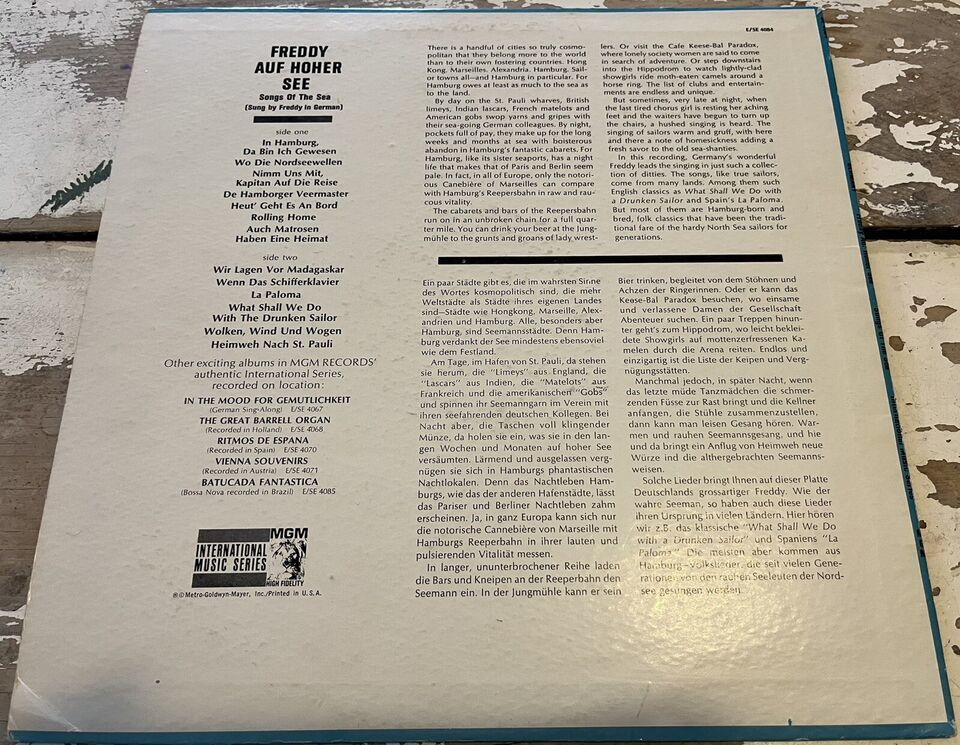 E/SE 4084
FREDDY
AUF HOHER
SEE
Songs Of The Sea
(Sung by Freddy In German)
side one
In Hamburg,
Da Bin Ich Gewesen
Wo Die Nordseewellen
Nimm Uns Mit,
Kapitan Auf Die Reise
De Hamborger Veermaster
Heut' Geht Es An Bord
Rolling Home
Auch Matrosen
Haben Eine Heimat
side two
Wir Lagen Vor Madagaskar
Wenn Das Schifferklavier
La Paloma
What Shall We Do
With The Drunken Sailor
Wolken, Wind Und Wogen
Heimweh Nach St. Pauli
Other exciting albums in MGM RECORDS'
authentic International Series,
recorded on location:
IN THE MOOD FOR GEMUTLICHKEIT
(German Sing-Along) E/SE 4067
THE GREAT BARRELL ORGAN
(Recorded in Holland) E/SE 4068
RITMOS DE ESPANA
(Recorded in Spain) E/SE 4070
VIENNA SOUVENIRS
(Recorded in Austria) E/SE 4071
BATUCADA FANTASTICA
(Bossa Nova recorded in Brazil) E/SE 4085
MGM
INTERNATIONAL
MUSIC SERIES
HIGH FIDELITY
Metro-Goldwyn-Mayer, Inc./Printed in U.S.A.
There is a handful of cities so truly cosmo-
politan that they belong more to the world
than to their own fostering countries. Hong
Kong. Marseilles. Alexandria. Hamburg. Sail-
or towns all—and Hamburg in particular. For
Hamburg owes at least as much to the sea as
to the land.
By day on the St. Pauli wharves, British
limeys, Indian lascars, French matelots and
American gobs swop yarns and gripes with
their sea-going German colleagues. By night,
pockets full of pay, they make up for the long
weeks and months at sea with boisterous
abandon in Hamburg's fantastic cabarets. For
Hamburg, like its sister seaports, has a night
life that makes that of Paris and Berlin seem
pale. In fact, in all of Europe, only the notori-
ous Canebière of Marseilles can compare
with Hamburg's Reepersbahn in raw and rau-
cous vitality.
The cabarets and bars of the Reepersbahn
run on in an unbroken chain for a full quar-
ter mile. You can drink your beer at the Jung-
mühle to the grunts and groans of lady wrest-
lers. Or visit the Cafe Keese-Bal Paradox,
where lonely society women are said to come
in search of adventure. Or step downstairs
into the Hippodrom to watch lightly-clad
showgirls ride moth-eaten camels around a
horse ring. The list of clubs and entertain-
ments are endless and unique.
But sometimes, very late at night, when
the last tired chorus girl is resting her aching
feet and the waiters have begun to turn up
the chairs, a hushed singing is heard. The
singing of sailors warm and gruff, with here
and there a note of homesickness adding a
fresh savor to the old sea-shanties.
In this recording, Germany's wonderful
Freddy leads the singing in just such a collec-
tion of ditties. The songs, like true sailors,
come from many lands. Among them such
English classics as What Shall We Do with
a Drunken Sailor and Spain's La Paloma.
But most of them are Hamburg-born and
bred, folk classics that have been the tradi-
tional fare of the hardy North Sea sailors for
generations.
Ein paar Städte gibt es, die im wahrsten Sinne
des Wortes kosmopolitisch sind, die mehr
Weltstädte als Städte ihres eigenen Landes
sind—Städte wie Hongkong, Marseille, Alex-
andrien und Hamburg. Alle, besonders aber
Hamburg, sind Seemannsstädte. Denn Ham-
burg verdankt der See mindestens ebensoviel
wie dem Festland.
Am Tage, im Hafen von St. Pauli, da stehen
sie herum, die "Limeys" aus England, die
"Lascars" aus Indien, die "Matelots" aus
Frankreich und die amerikanischen "Gobs"
und spinnen ihr Seemanngarn im Verein mit
ihren seefahrenden deutschen Kollegen. Bei
Nacht aber, die Taschen voll klingender
Münze, da holen sie ein, was sie in den lan-
gen Wochen und Monaten auf hoher See
versäumten. Lärmend und ausgelassen verg-
nügen sie sich in Hamburgs phantastischen
Nachtlokalen. Denn das Nachtleben Ham-
burgs, wie das der anderen Hafenstädte, lässt
das Pariser und Berliner Nachtleben zahm
erscheinen. Ja, in ganz Europa kann sich nur
die notorische Cannebière von Marseille mit
Hamburgs Reeperbahn in ihrer lauten und
pulsierenden Vitalität messen.
In langer, ununterbrochener Reihe laden
die Bars und Kneipen an der Reeperbahn den
Seemann ein. In der Jungmühle kann er sein
Bier trinken, begleitet von dem Stöhnen und
Achzen der Ringerinnen. Oder er kann das
Keese-Bal Paradox besuchen, wo einsame
und verlassene Damen der Gesellschaft
Abenteuer suchen. Ein paar Treppen hinun-
ter geht's zum Hippodrom, wo leicht beklei-
dete Showgirls auf mottenzerfressenen Ka-
melen durch die Arena reiten. Endlos und
einzigartig ist die Liste der Keipen und Verg-
nügungsstätten.
Manchmal jedoch, in später Nacht, wenn
das letzte müde Tanzmädchen die schmer-
zenden Füsse zur Rast bringt und die Kellner
anfangen, die Stühle zusammenzustellen,
dann kann man leisen Gesang hören. War-
men und rauhen Seemannsgesang, und hie
und da bringt ein Anflug von Heimweh neue
Würze ind die althergebrachten Seemanns-
weisen.
Solche Lieder bringt Ihnen auf dieser Platte
Deutschlands grossartiger Freddy. Wie der
wahre Seeman, so haben auch diese Lieder
ihren Ursprung in vielen Ländern. Hier hören
wir z.B. das klassische "What Shall We Do
with a Drunken Sailor" und Spaniens "La
Paloma." Die meisten aber kommen aus
Hamburg—volkslieder, die seit vielen Gene-
rationen von den rauhen Seeleuten der Nord-
see gesungen werden.